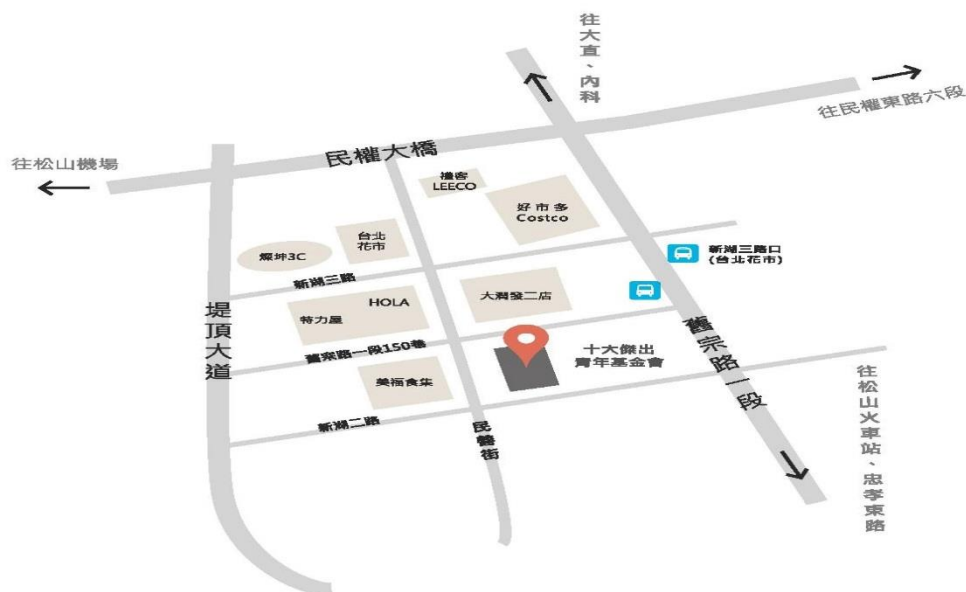 往大直、內科
往民權東路六段
往松山機場
民權大橋
禮客
LEECO
好市多
Costco
台北
花市
燦坤3C
新湖三路口
(台北花市)
新湖三路
HOLA
特力屋
大潤發二店
堤頂大道
舊宗路一段150巷
舊宗路一段
十大傑出
青年基金會
美福食集
新湖二路
民善街
往松山火車站、忠孝東路